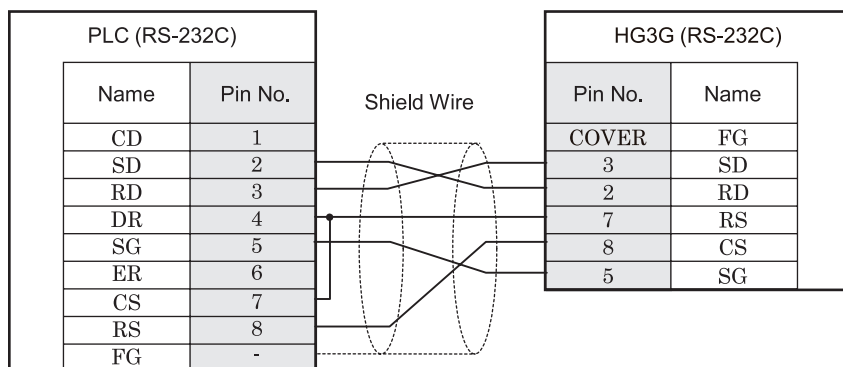 PLC (RS-232C)
Name Pin No.
CD 1
SD 2
RD 3
DR 4
SG 5
ER 6
CS 7
RS 8
FG -
Shield Wire
HG3G (RS-232C)
Pin No. Name
COVER FG
3 SD
2 RD
7 RS
8 CS
5 SG